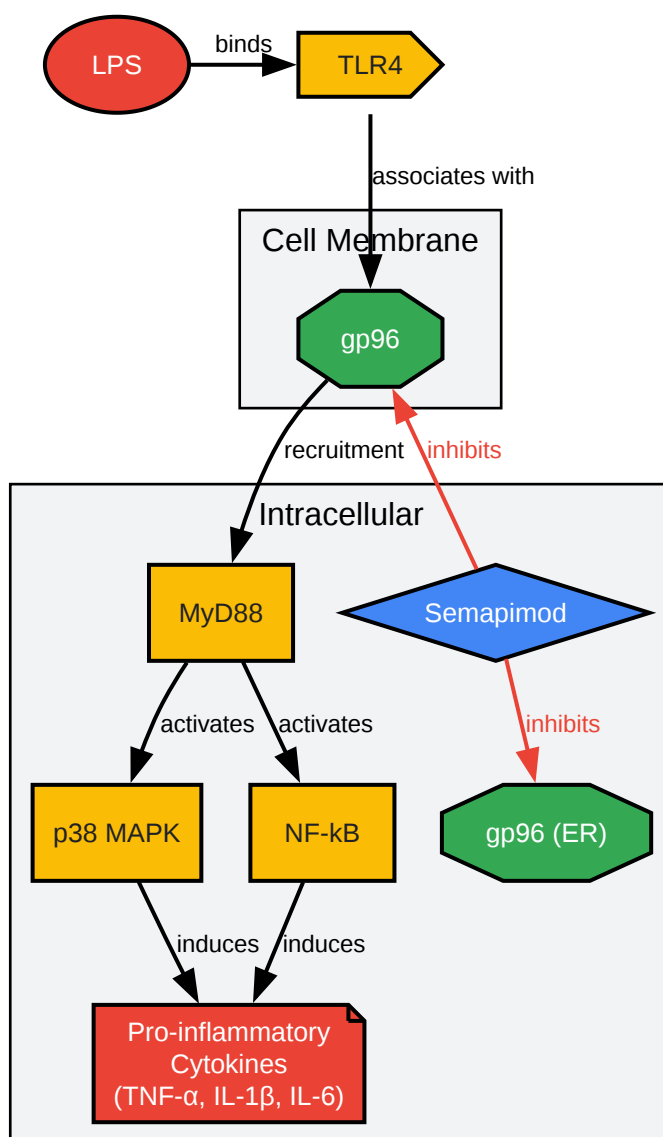 binds
LPS
TLR4
associates with
Cell Membrane
gp96
recruitment
inhibits
Intracellular
MyD88
Semapimod
activates
activates
inhibits
p38 MAPK
NF-kB
gp96 (ER)
induces
induces
Pro-inflammatory
Cytokines
(TNF-α, IL-1β, IL-6)